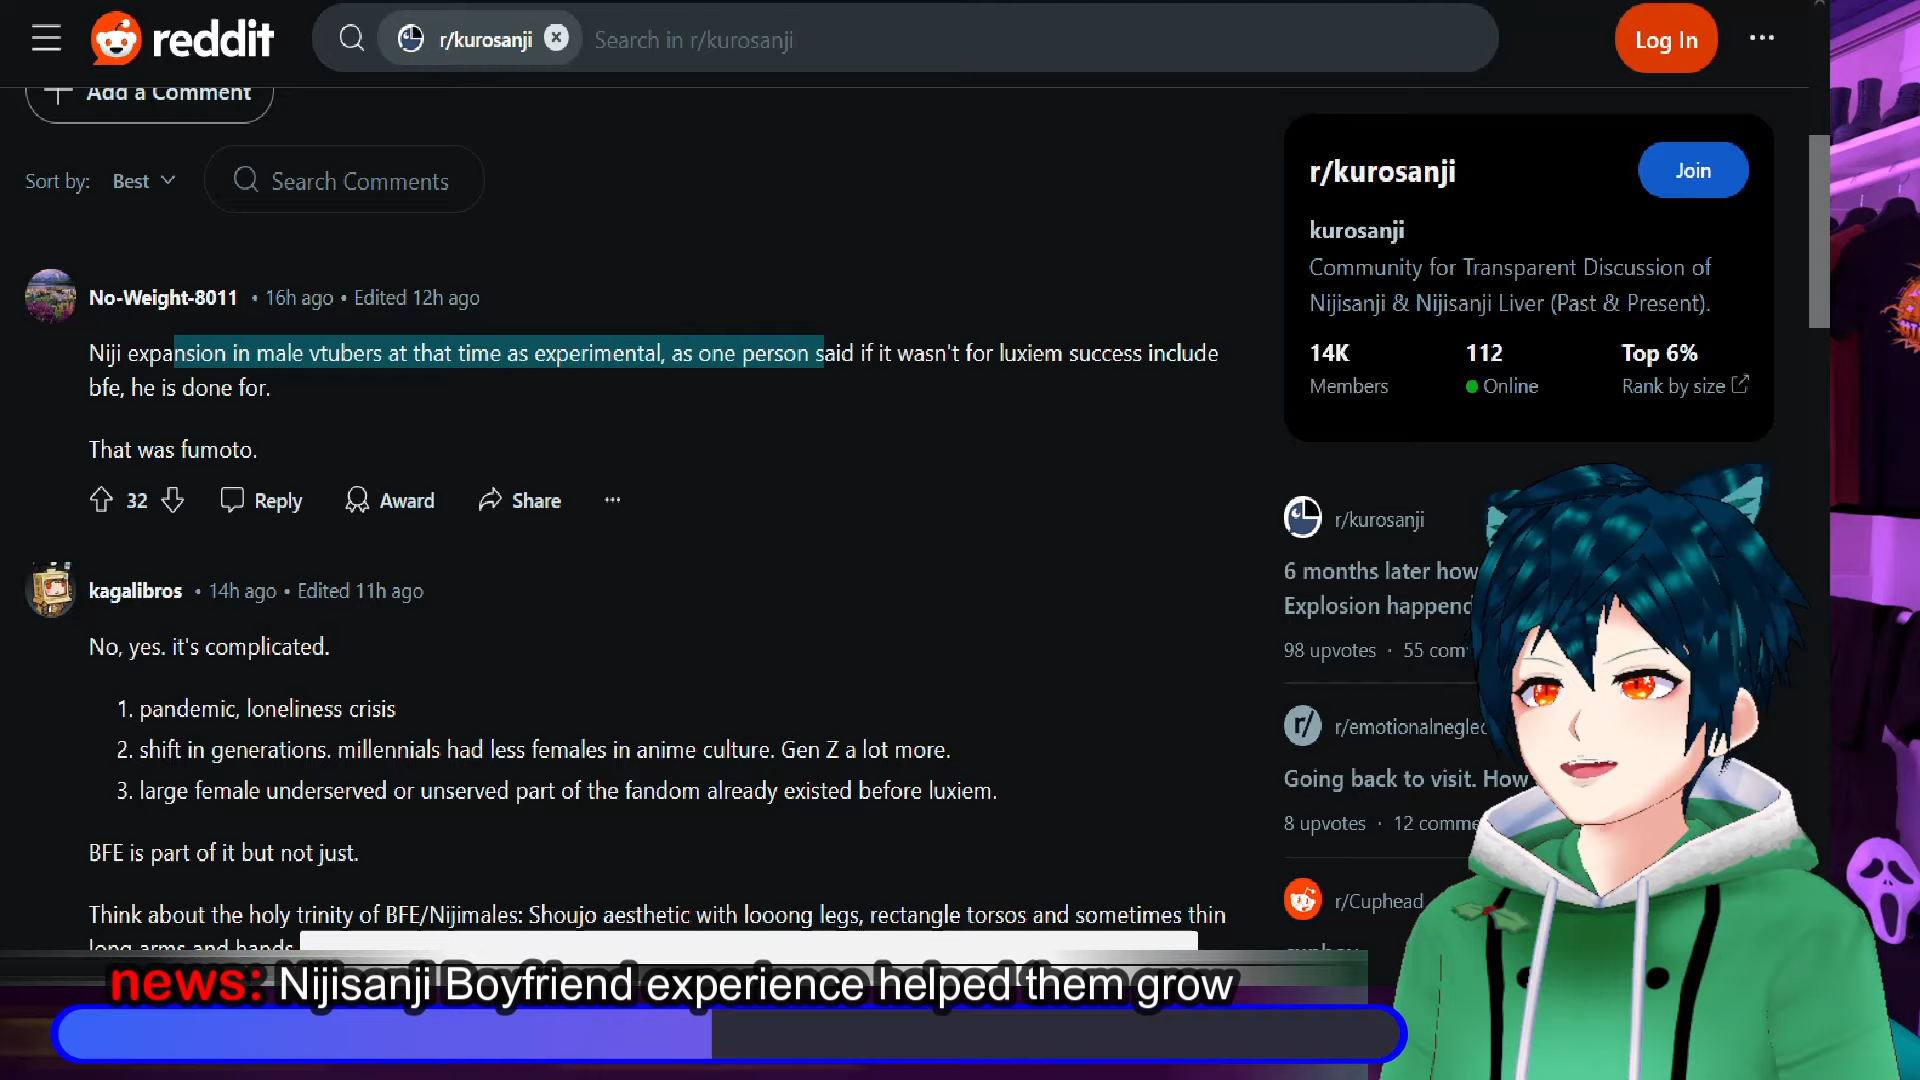 reddit
r/kurosanji
Search in r/kurosanji
Log In
Add a Comment
Sort by: Best
Search Comments
No-Weight-8011 • 16h ago • Edited 12h ago
Niji expansion in male vtubers at that time as experimental, as one person said if it wasn't for luxiem success include
bfe, he is done for.
That was fumoto.
32
Reply
Award
Share
kagalibros • 14h ago • Edited 11h ago
No, yes. it's complicated.
1. pandemic, loneliness crisis
2. shift in generations. millennials had less females in anime culture. Gen Z a lot more.
3. large female underserved or unserved part of the fandom already existed before luxiem.
BFE is part of it but not just.
Think about the holy trinity of BFE/Nijimales: Shoujo aesthetic with looong legs, rectangle torsos and sometimes thin
long arms and hands
r/kurosanji
Join
kurosanji
Community for Transparent Discussion of
Nijisanji & Nijisanji Liver (Past & Present).
14K
112
Top 6%
Members
Online
Rank by size
r/kurosanji
6 months later how
Explosion happend
98 upvotes · 55 com
r/emotionalneglec
Going back to visit. How
8 upvotes · 12 comme
r/Cuphead
news: Nijisanji Boyfriend experience helped them grow